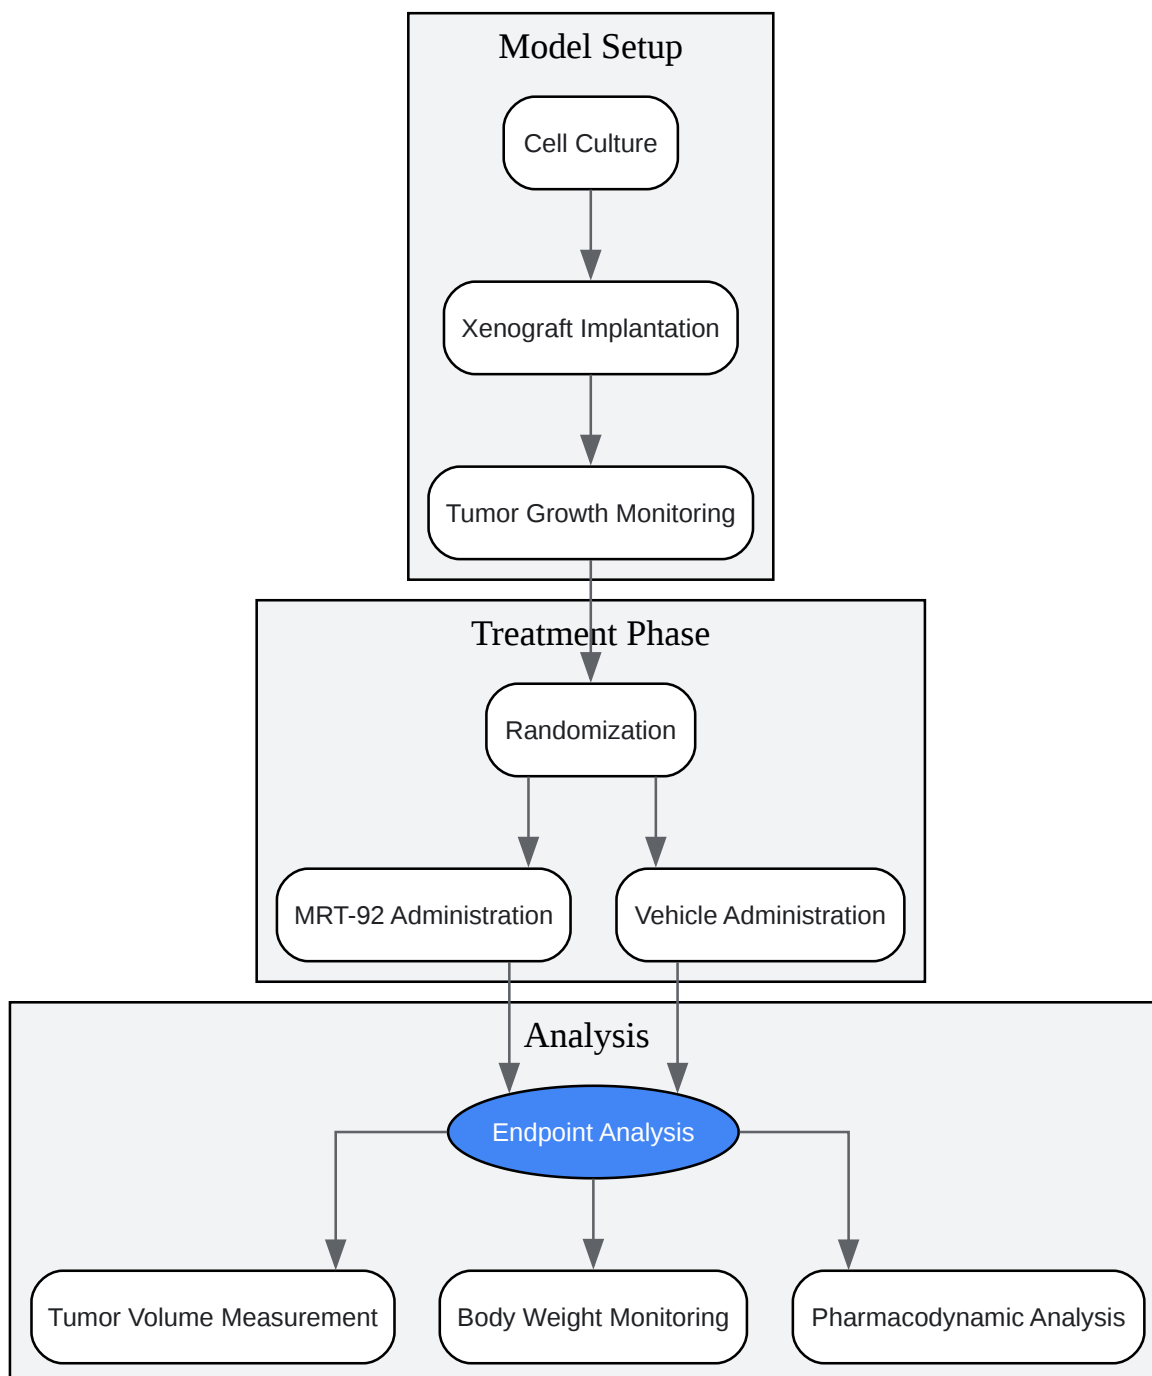 Model Setup
Cell Culture
Xenograft Implantation
Tumor Growth Monitoring
Treatment Phase
Randomization
MRT-92 Administration
Vehicle Administration
Analysis
Endpoint Analysis
Tumor Volume Measurement
Body Weight Monitoring
Pharmacodynamic Analysis